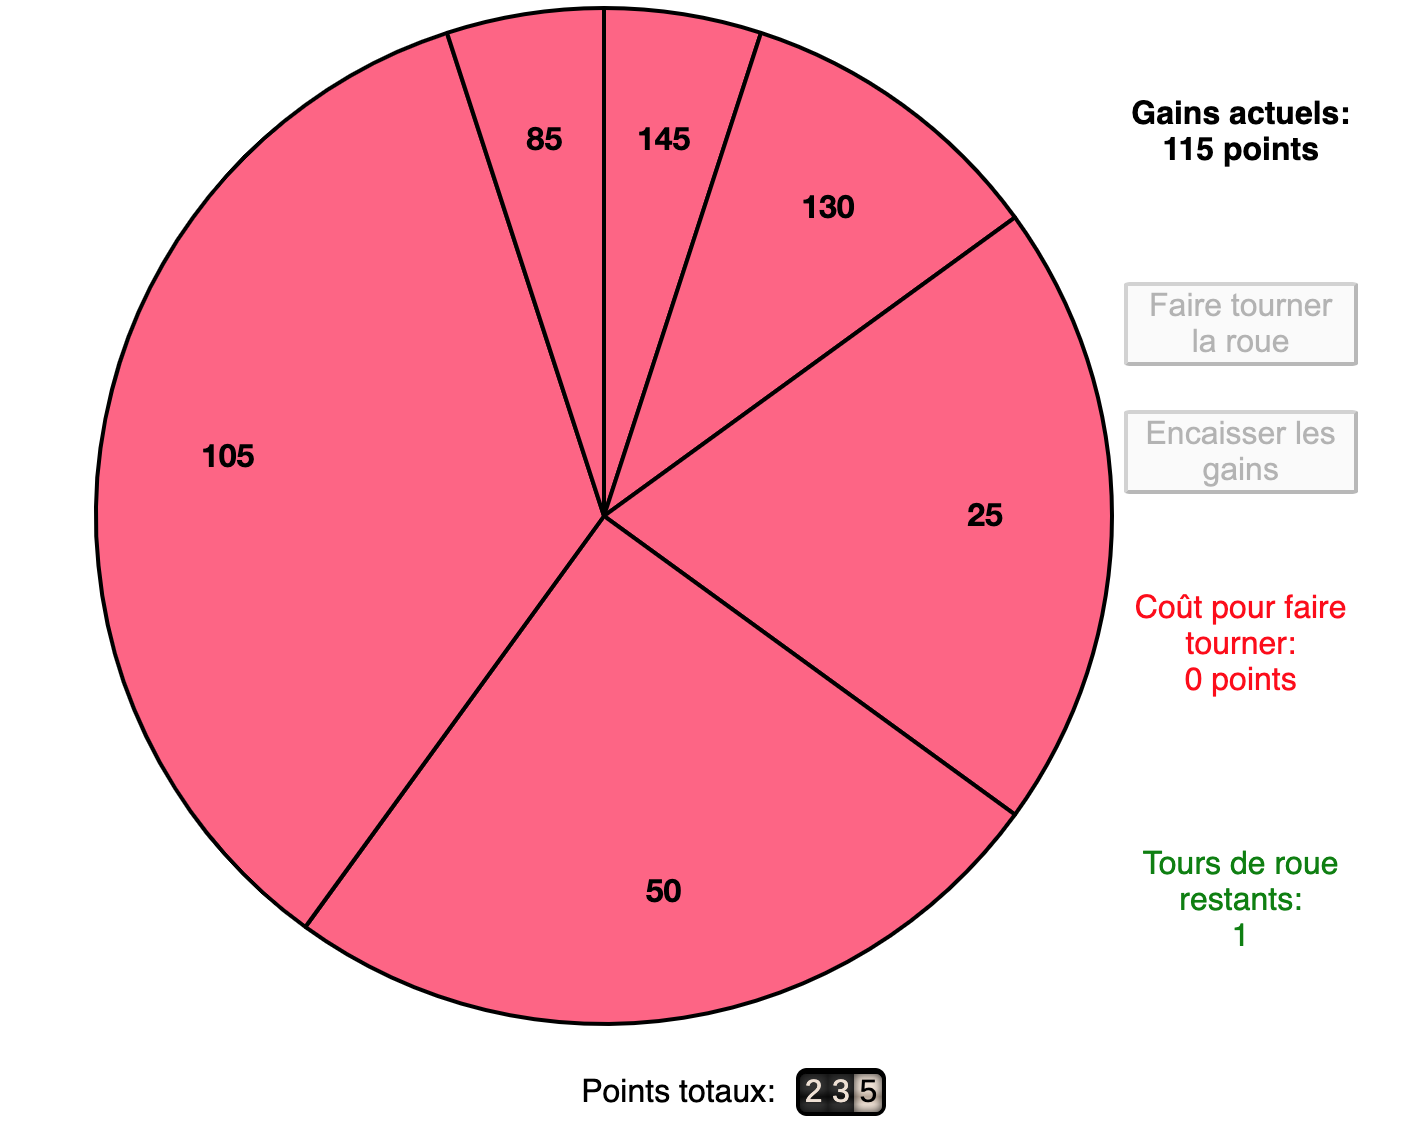 85
145
130
105
25
50
Gains actuels:
115 points
Faire tourner
la roue
Encaisser les
gains
Coût pour faire
tourner:
0 points
Tours de roue
restants:
1
Points totaux: 235